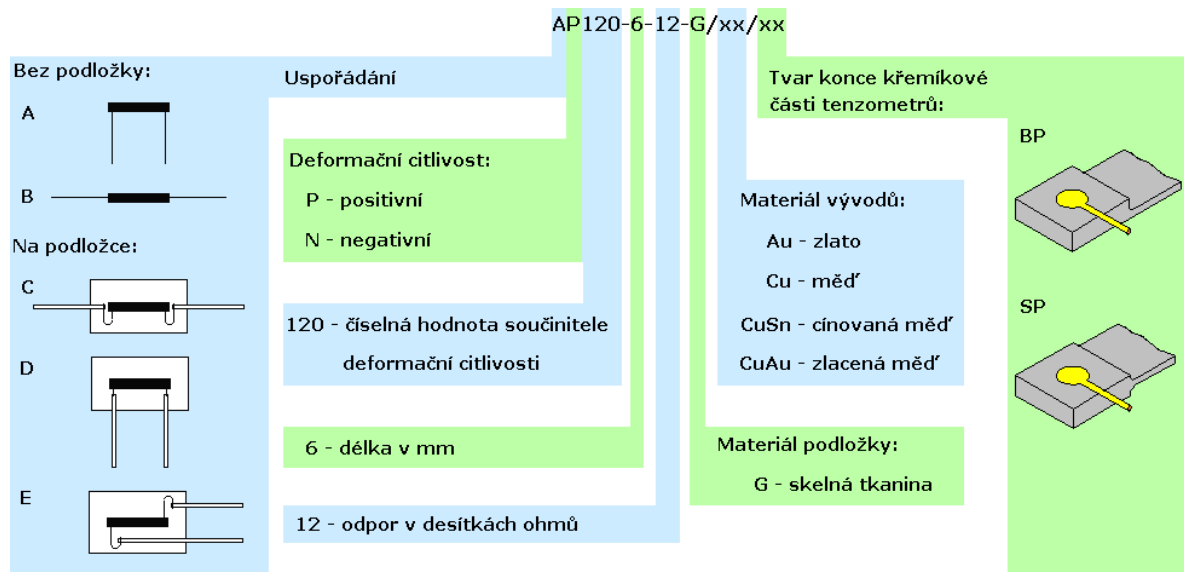 AP120-6-12-G/xx/xx
Bez podložky:
A
B
Na podložce:
C
D
E
Uspořádání
Deformační citlivost:
P - positivní
N - negativní
120 - číselná hodnota součinitele
deformační citlivosti
6 - délka v mm
12 - odpor v desítkách ohmů
Materiál vývodů:
Au - zlato
Cu - měď
CuSn - cínovaná měď
CuAu - zlacená měď
Materiál podložky:
G - skelná tkanina
Tvar konce křemíkové
části tenzometrů:
BP
SP